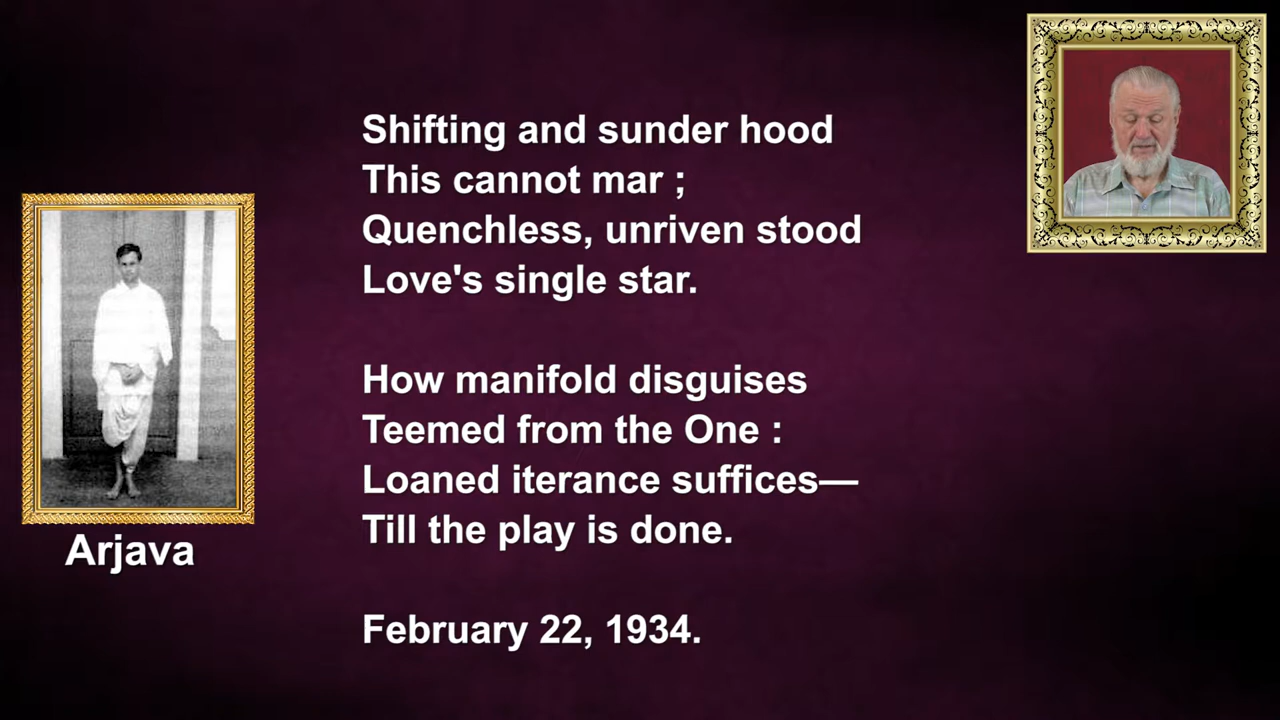 Shifting and sunder hood
This cannot mar ;
Quenchless, unriven stood
Love's single star.
How manifold disguises
Teemed from the One :
Loaned iterance suffices—
Till the play is done.
February 22, 1934.
Arjava